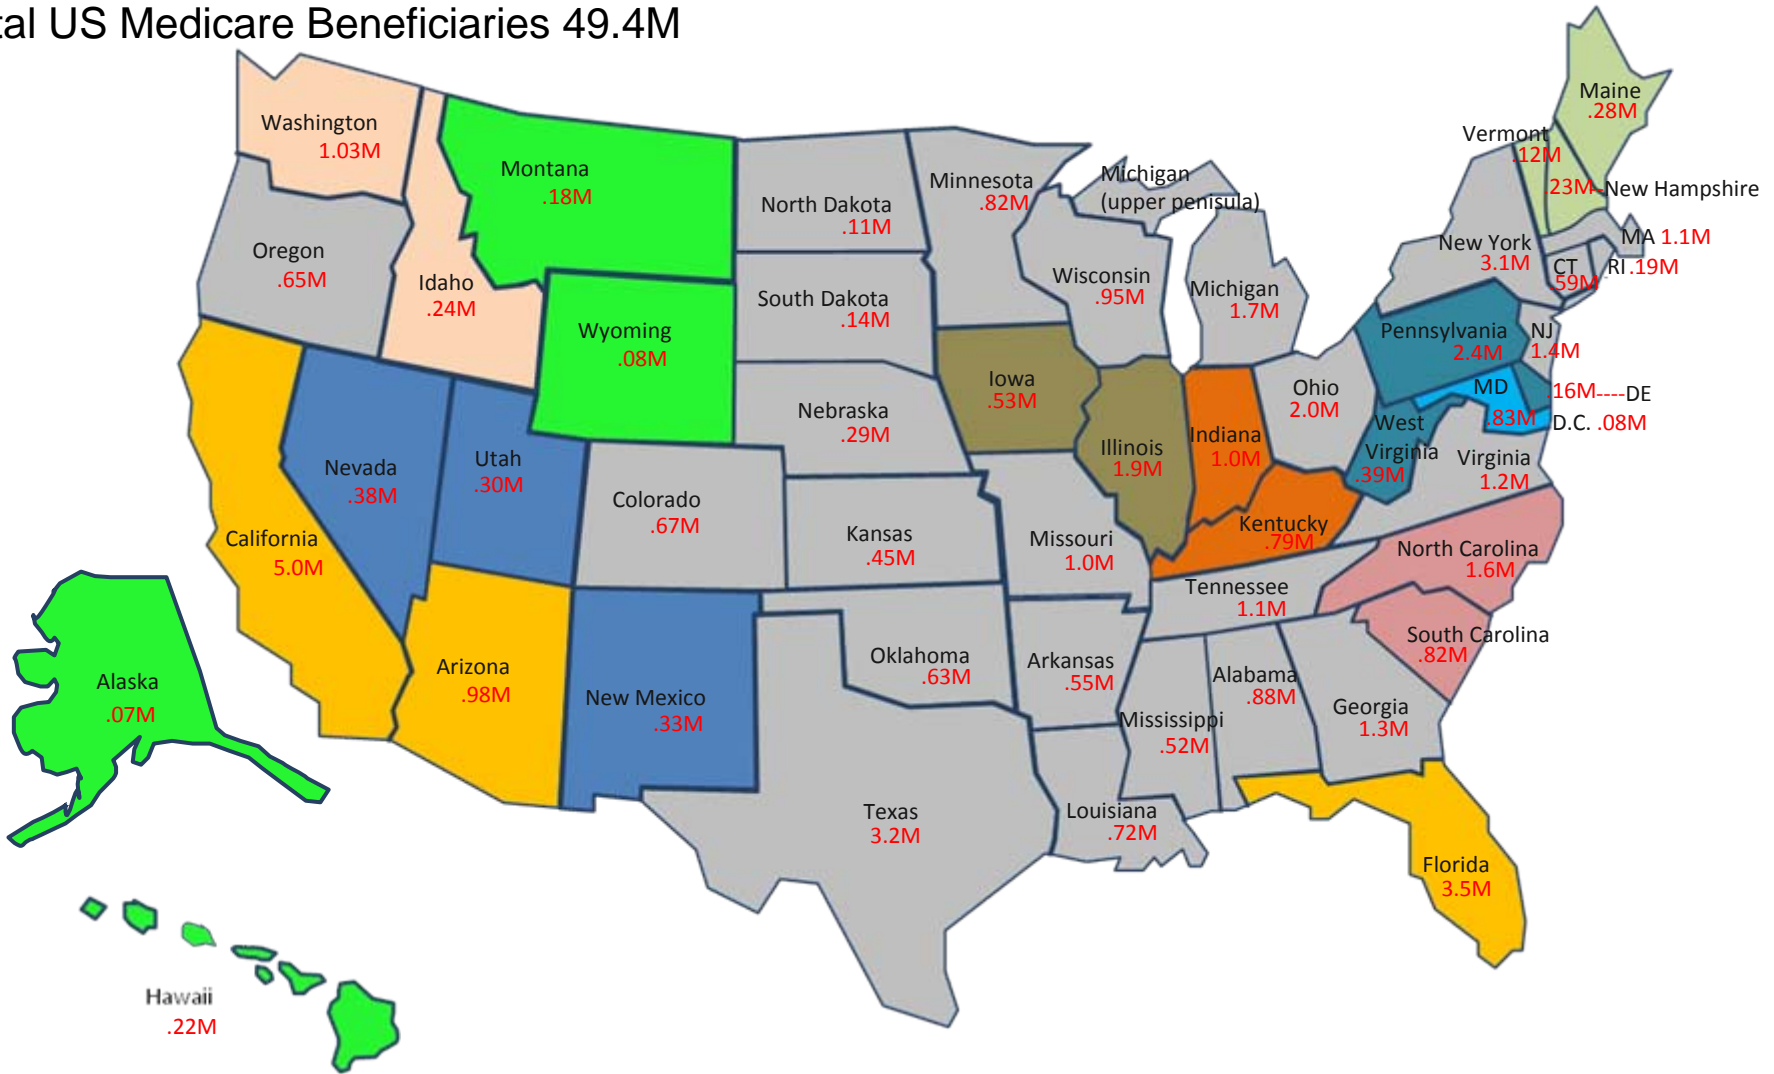 tal US Medicare Beneficiaries 49.4M
Maine
.28M
Washington
1.03M
Vermont
.12M
Montana
.18M
Michigan
(upper penisula)
Minnesota
.82M
.23M-New Hampshire
North Dakota
.11M
MA 1.1M
New York
3.1M
Oregon
.65M
RI .19M
CT
.59M
Idaho
.24M
Wisconsin
.95M
Michigan
1.7M
South Dakota
.14M
Wyoming
.08M
Pennsylvania
2.4M
NJ
1.4M
Iowa
.53M
Ohio
2.0M
MD
.83M
.16M----DE
D.C. .08M
Nebraska
.29M
West
Virginia
.39M
Indiana
1.0M
Illinois
1.9M
Virginia
1.2M
Nevada
.38M
Utah
.30M
Colorado
.67M
Kentucky
.79M
California
5.0M
Kansas
.45M
Missouri
1.0M
North Carolina
1.6M
Tennessee
1.1M
South Carolina
.82M
Arizona
.98M
Oklahoma
.63M
Arkansas
.55M
Alabama
.88M
Alaska
.07M
New Mexico
.33M
Mississippi
.52M
Georgia
1.3M
Texas
3.2M
Louisiana
.72M
Florida
3.5M
Hawaii
.22M